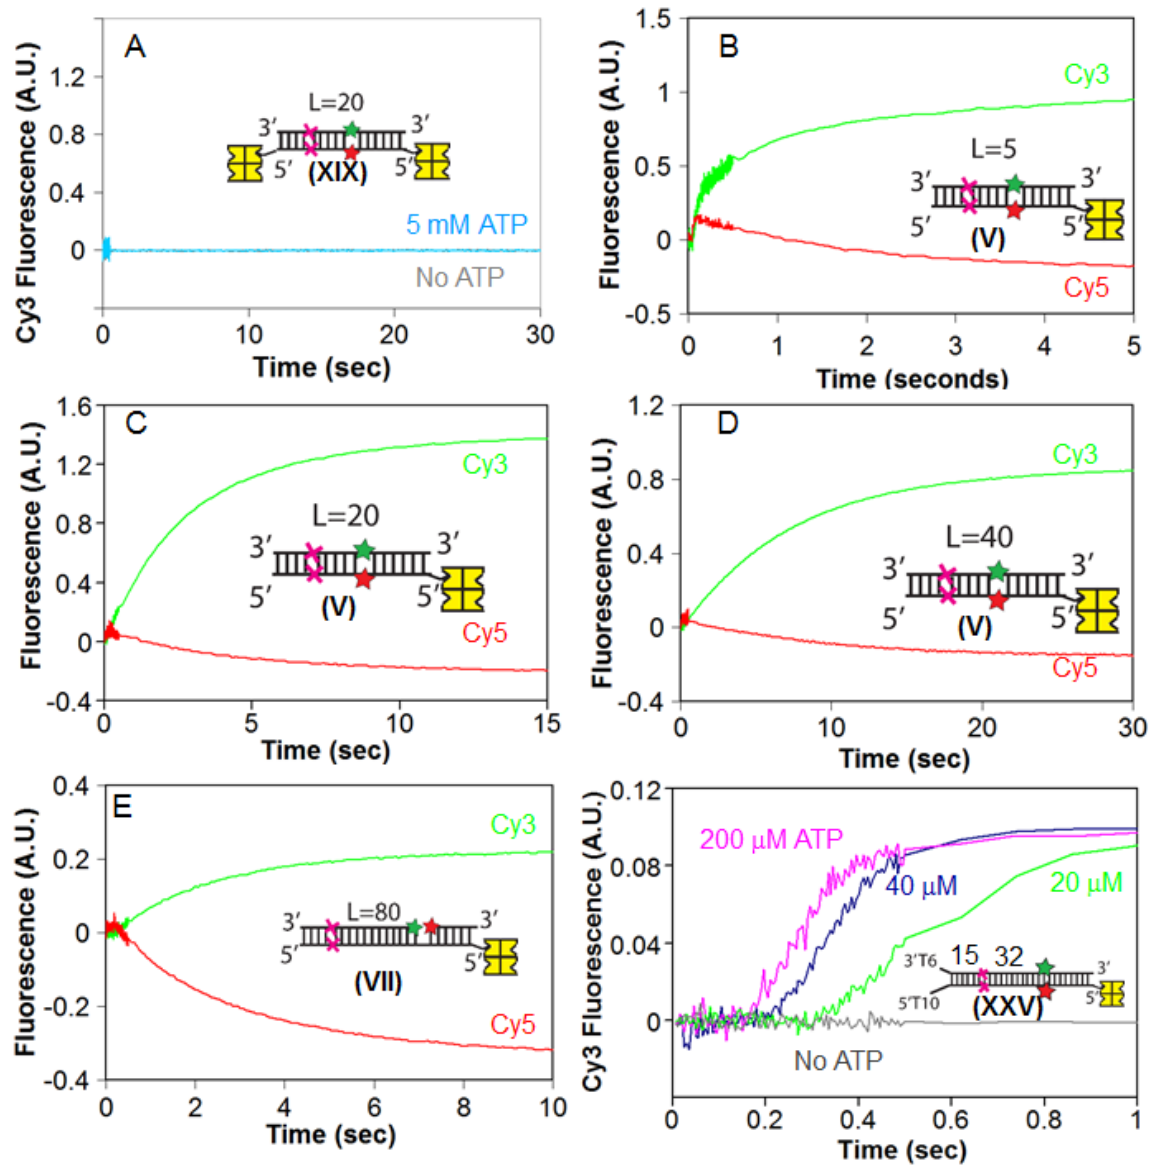 A
Cy3 Fluorescence (A.U.)
1.2
0.8
0.4
0
L=20
3′ 3′
5′ 5′
(XIX)
5 mM ATP
No ATP
0 10 20 30
Time (sec)
B
Fluorescence (A.U.)
1.5
1
0.5
0
-0.5
Cy3
L=5
3′ 3′
5′ 5′
(V)
Cy5
0 1 2 3 4 5
Time (seconds)
C
Fluorescence (A.U.)
1.6
1.2
0.8
0.4
0
-0.4
Cy3
L=20
3′ 3′
5′ 5′
(V)
Cy5
0 5 10 15
Time (sec)
D
Fluorescence (A.U.)
1.2
0.8
0.4
0
-0.4
Cy3
L=40
3′ 3′
5′ 5′
(V)
Cy5
0 10 20 30
Time (sec)
E
Fluorescence (A.U.)
0.4
0.2
0
-0.2
-0.4
Cy3
L=80
3′ 3′
5′ 5′
(VII)
Cy5
0 2 4 6 8 10
Time (sec)
Cy3 Fluorescence (A.U.)
0.12
0.08
0.04
0
200 µM ATP
40 µM
20 µM
15 32
3′T6 3′
5′T10 5′
(XXV)
No ATP
0 0.2 0.4 0.6 0.8 1
Time (sec)